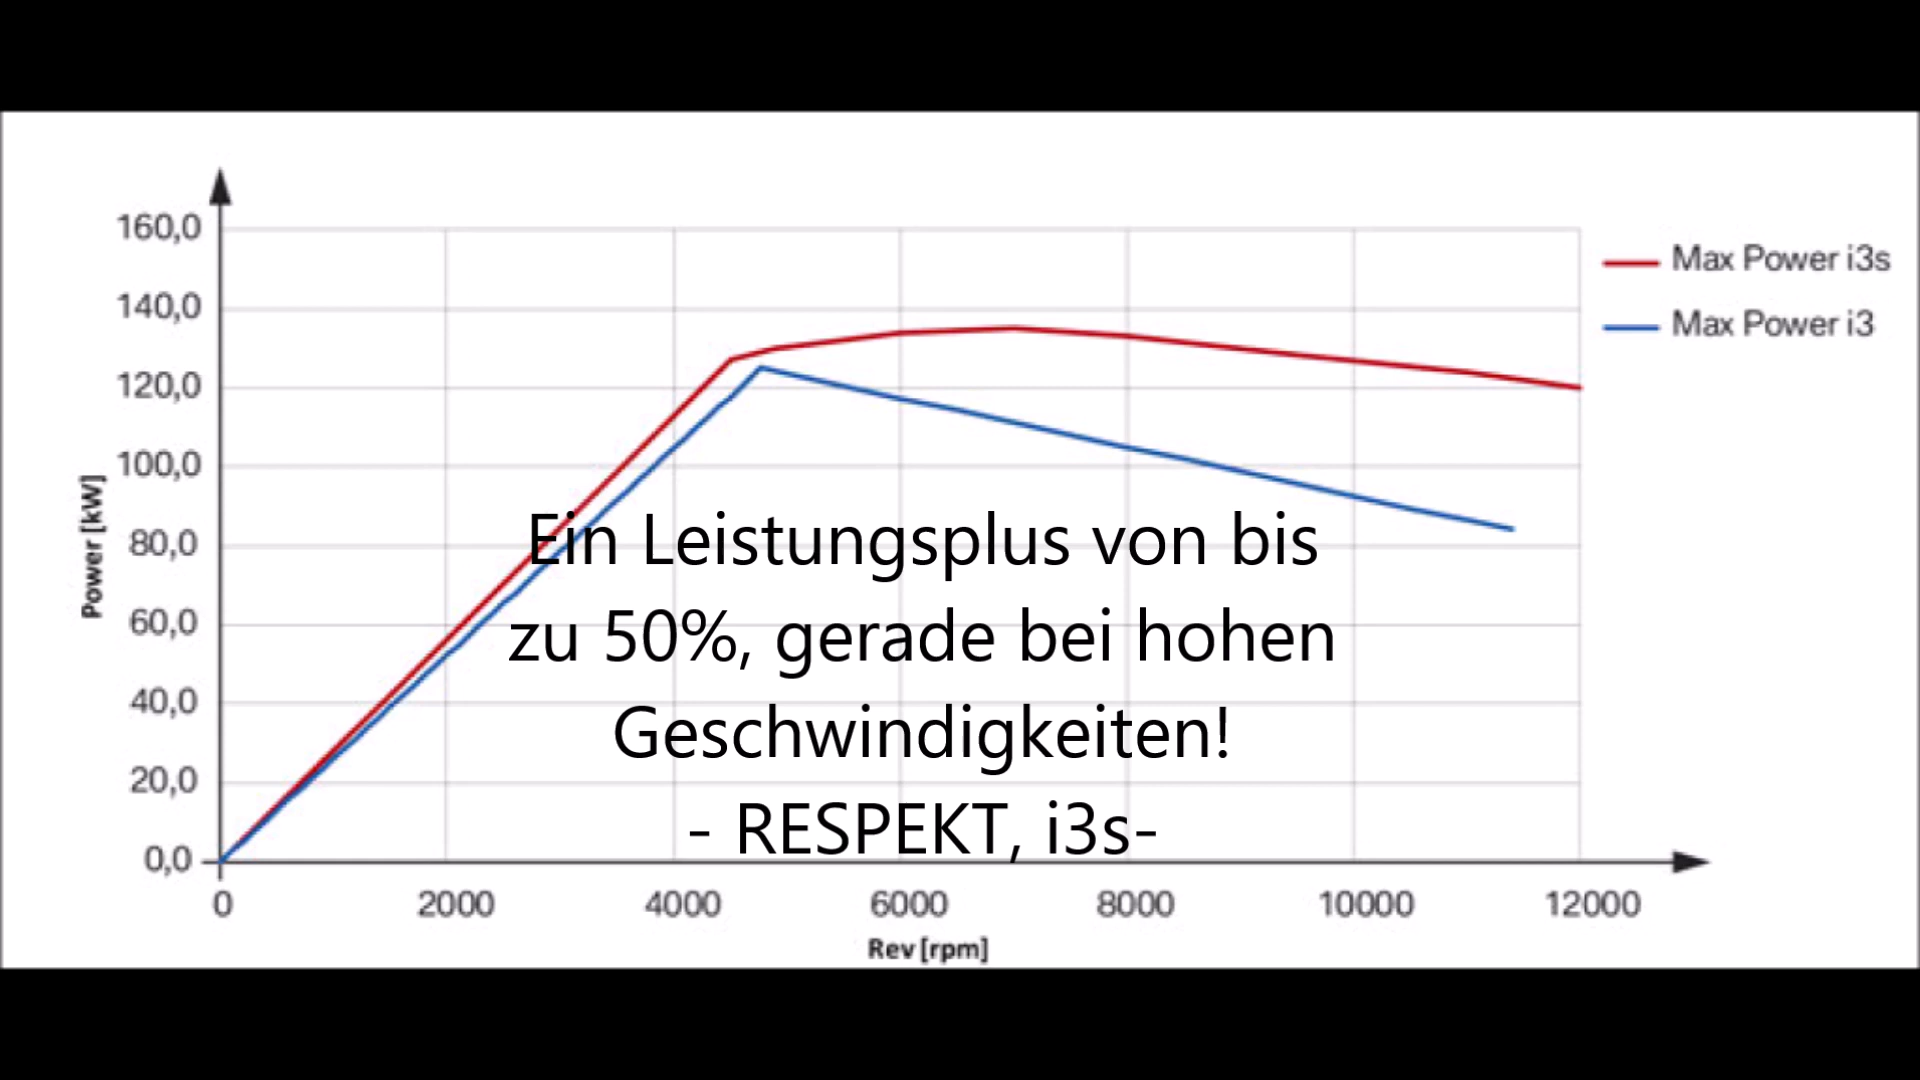 160,0
140,0
120,0
100,0
80,0
60,0
40,0
20,0
0,0
Power [kW]
0 2000 4000 6000 8000 10000 12000
Rev [rpm]
Max Power i3s
Max Power i3
Ein Leistungsplus von bis
zu 50%, gerade bei hohen
Geschwindigkeiten!
- RESPEKT, i3s-